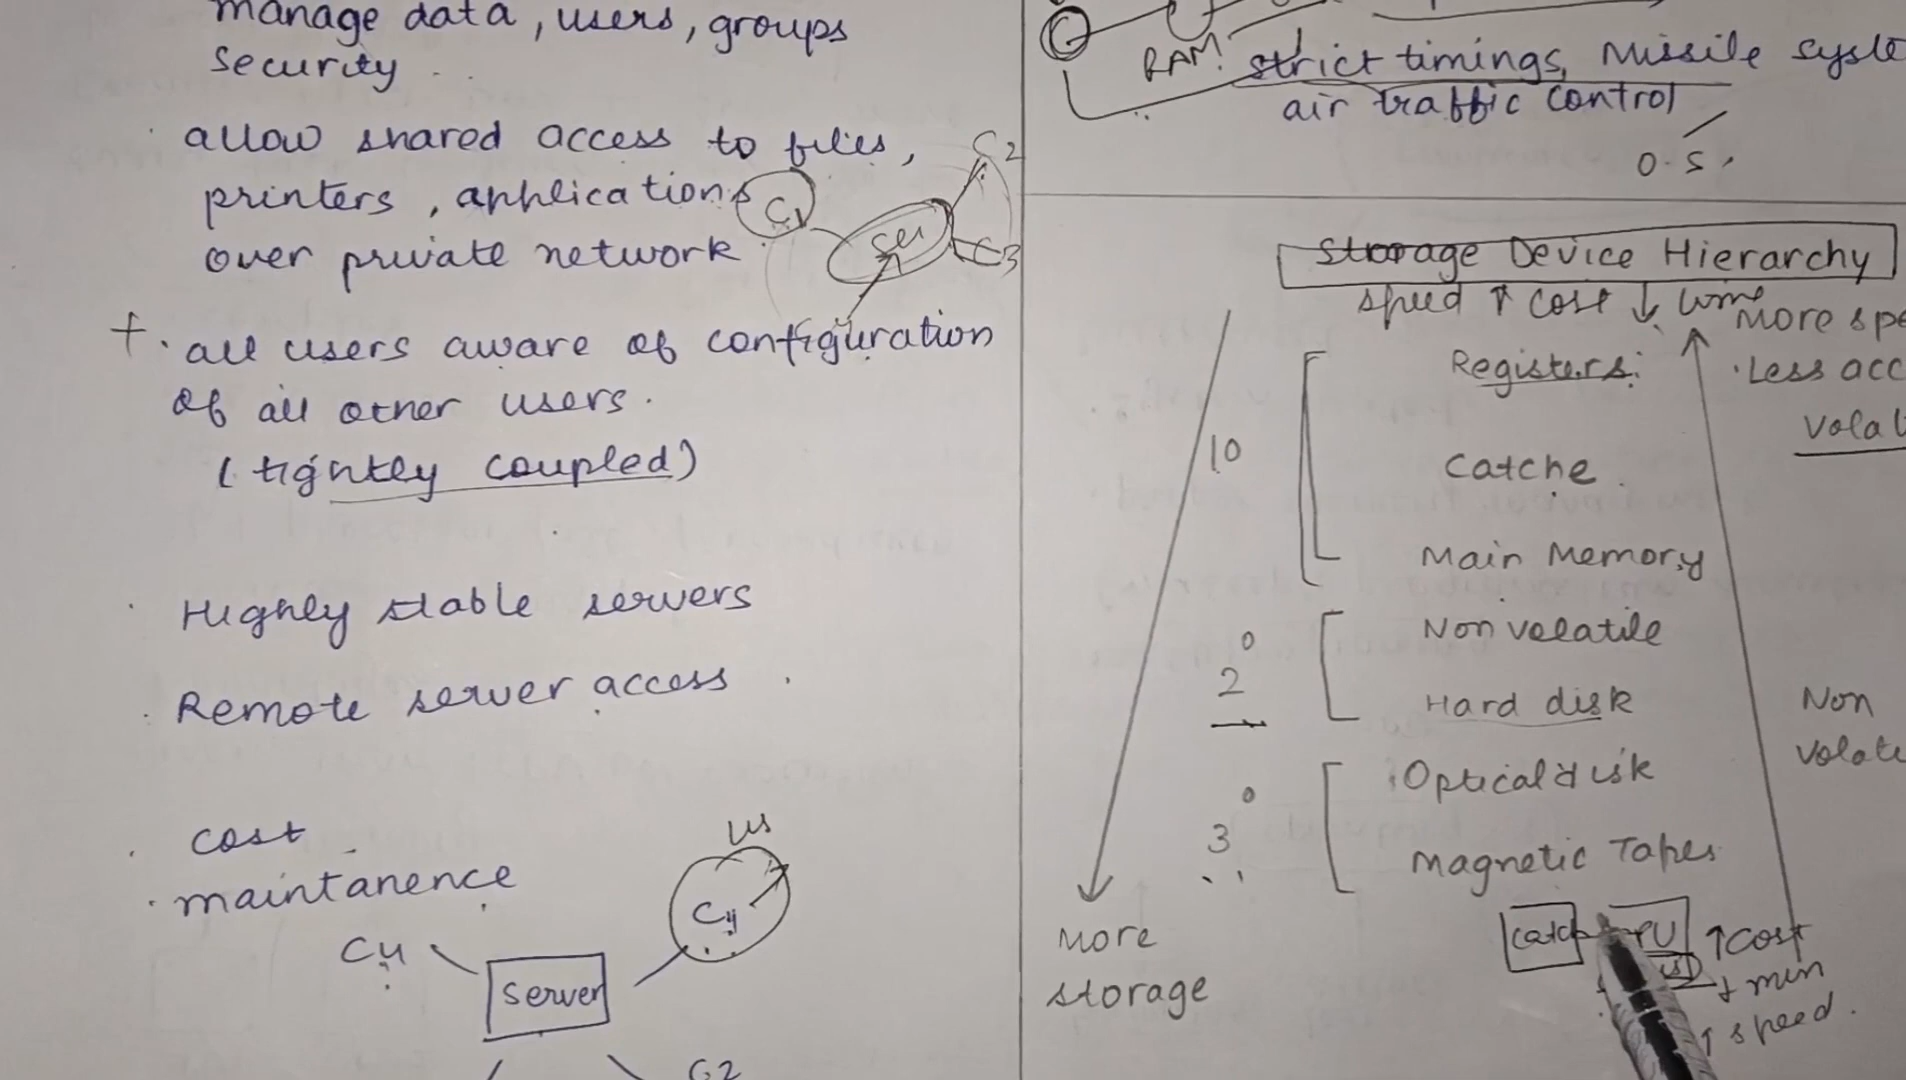 manage data, users, groups
security
allow shared access to files,
printers, applications
over private network
C1
C2
C3
Ser
+ . all users aware of configuration
of all other users.
(tightly coupled)
. Highly stable servers
. Remote server access .
. cost
. maintanence
C4
Server
C4
C2
RAM
strict timings, Missile syste
air traffic control
O.S.
Storage Device Hierarchy
speed ↑ cost ↓
More spe
. Less acc
Registers
Volat
10
Catche
Main Memory
2°
Non volatile
Hard disk
Non
Volate
3°
Optical disk
Magnetic Tapes
More
storage
catch
PU
↑ cost
↓ min
↑ speed.